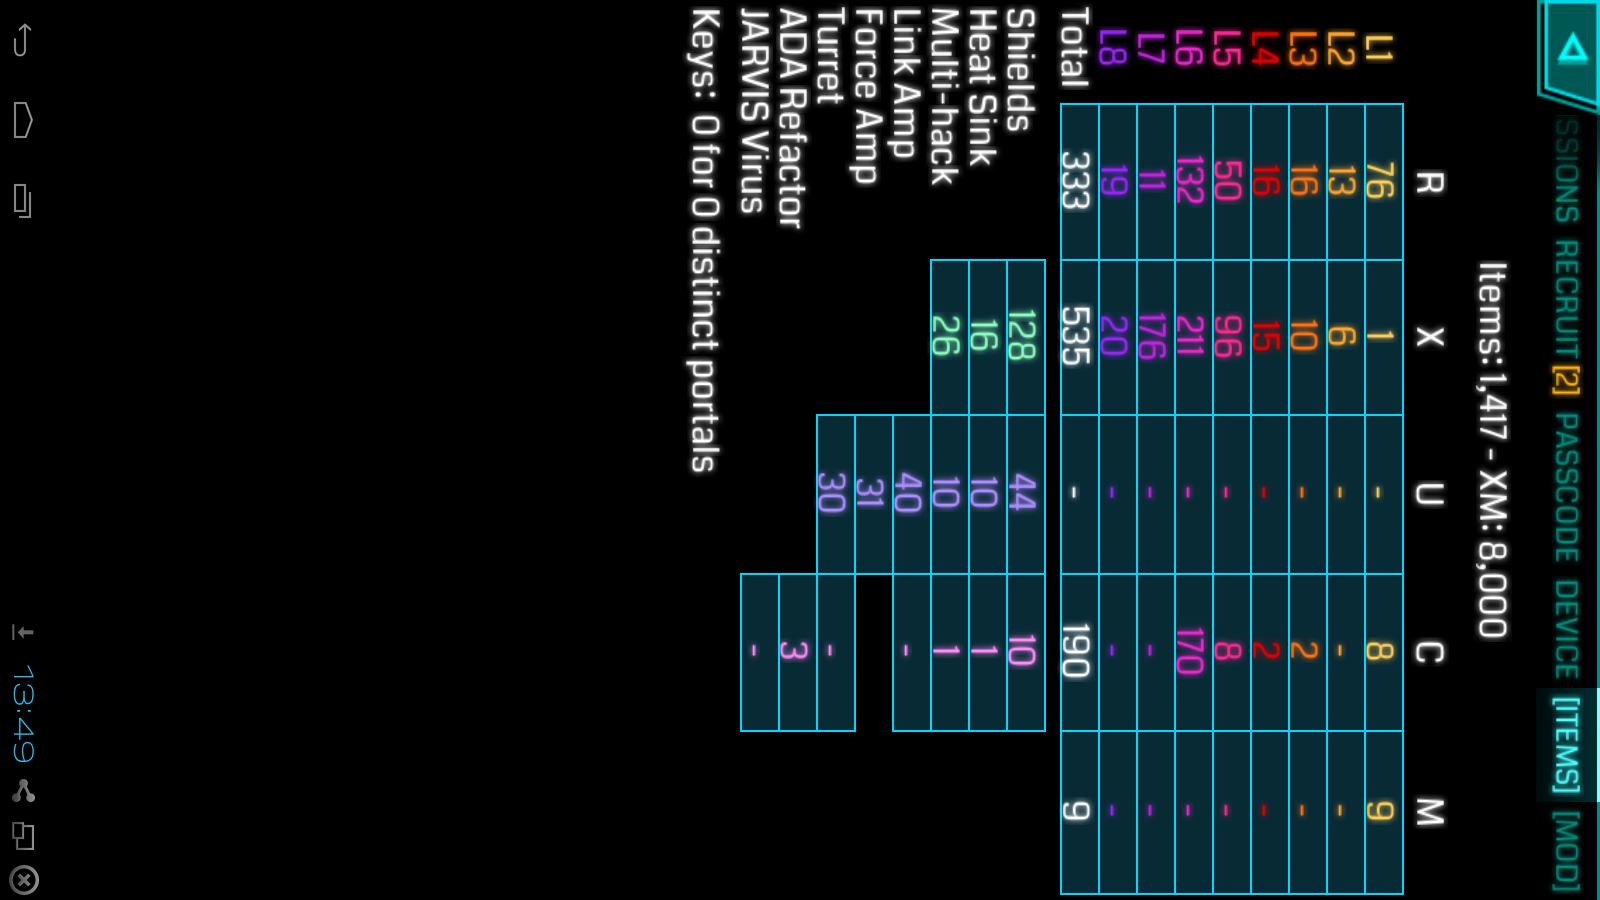 SSIONS RECRUIT [2] PASSCODE DEVICE [ITEMS] [MOD]
Items: 1,417 - XM: 8,000
R X U C M
L1 76 1 - 8 9
L2 13 6 - - -
L3 16 10 - 2 -
L4 16 15 - 2 -
L5 50 96 - 8 -
L6 132 211 - 170 -
L7 11 176 - - -
L8 19 20 - - -
Total 333 535 - 190 9
Shields 128 44 10
Heat Sink 16 10 1
Multi-hack 26 10 1
Link Amp 40 -
Force Amp 31
Turret 30 -
ADA Refactor 3
JARVIS Virus -
Keys: 0 for 0 distinct portals
13:49